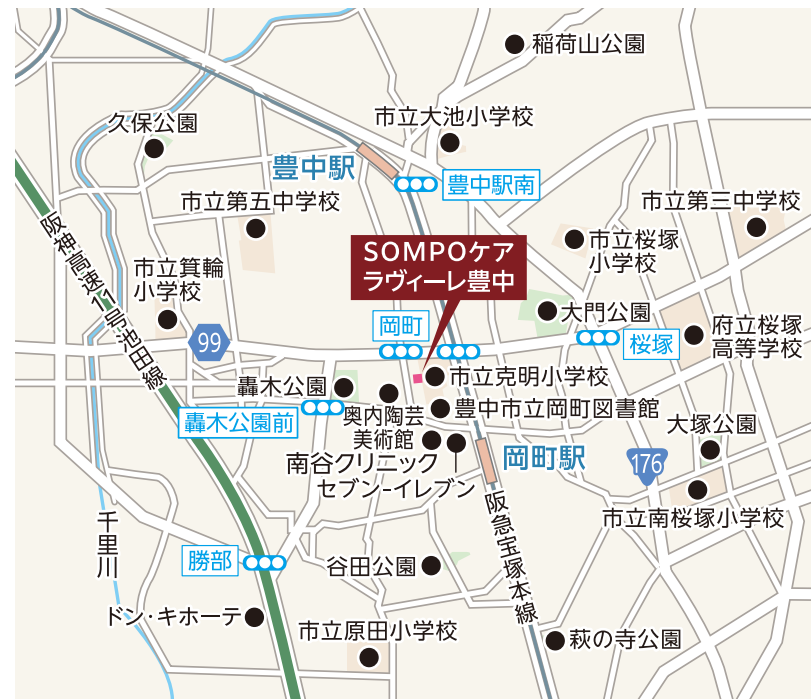 稲荷山公園
市立大池小学校
久保公園
豊中駅
豊中駅南
市立第五中学校
市立第三中学校
市立桜塚
小学校
SOMPOケア
ラヴィーレ豊中
阪神高速11号池田線
市立箕輪
小学校
大門公園
岡町
99
桜塚
府立桜塚
高等学校
市立克明小学校
轟木公園
豊中市立岡町図書館
轟木公園前
奥内陶芸
美術館
大塚公園
南谷クリニック
岡町駅
176
セブン-イレブン
市立南桜塚小学校
阪急宝塚本線
千里川
勝部
谷田公園
ドン・キホーテ
市立原田小学校
萩の寺公園